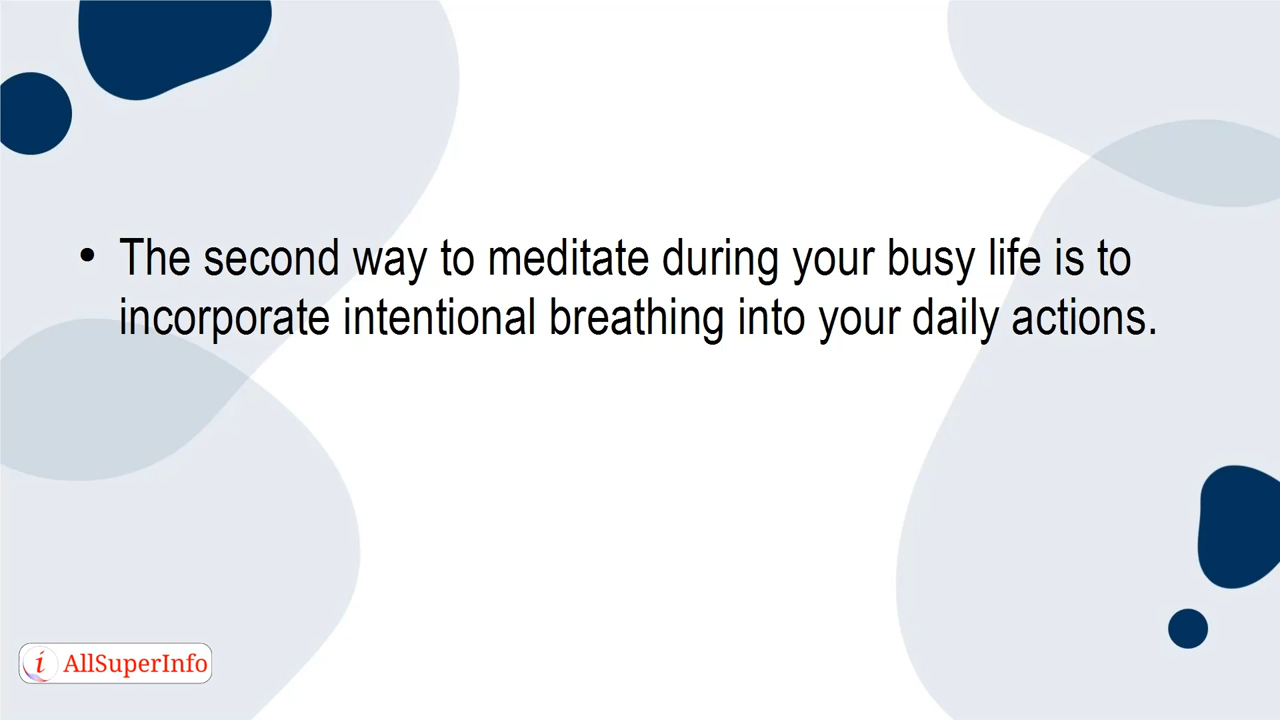 • The second way to meditate during your busy life is to
incorporate intentional breathing into your daily actions.
i AllSuperInfo